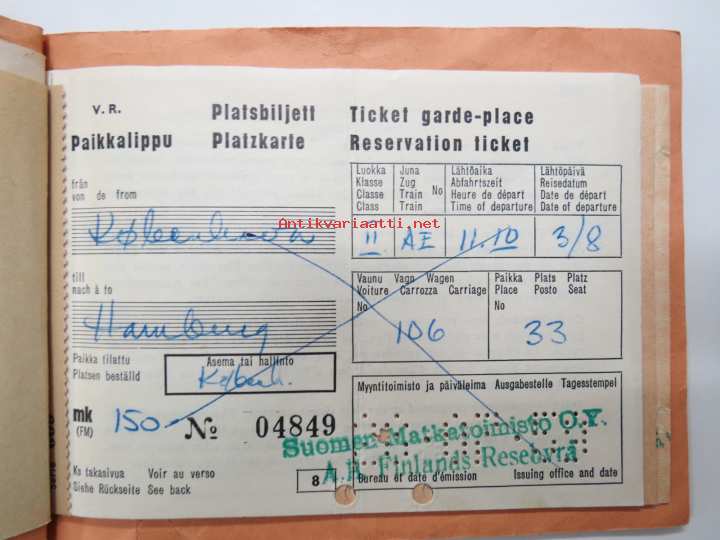 V.R. Platsbiljett Ticket garde-place
Paikkalippu Platzkarte Reservation ticket
från
von de from
København
till
nach à to
Hamburg
Luokka Juna Lähtöaika Lähtöpäivä
Klasse Zug No Abfahrtszeit Reisedatum
Classe Train Heure de départ Date de départ
Class Train Time of departure Date of departure
II AE 11.10 3/8
Vaunu Vagn Wagen Paikka Plats Platz
Voiture Carrozza Carriage Place Posto Seat
No No
106 33
Paikka tilattu
Platsen beställd
Asema tai hallinto
Købeh.
mk
(FM)
150
№ 04849
Myyntitoimisto ja päiväleima Ausgabestelle Tagesstempel
Suomen Matkatoimisto O.Y.
A.B. Finlands Resebyrå
Bureau et date d'émission Issuing office and date
Ks takasivua Voir au verso
Siehe Rückseite See back
8
Antikvariaatti.net